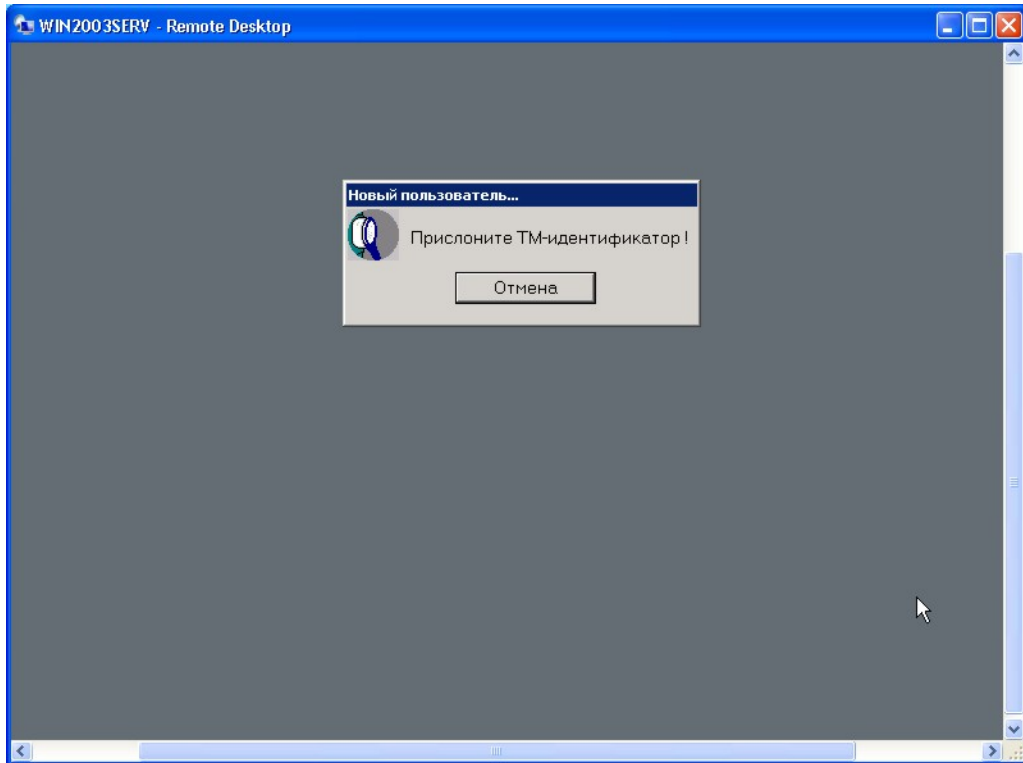 WIN2003SERV - Remote Desktop
Новый пользователь...
Прислоните ТМ-идентификатор !
Отмена